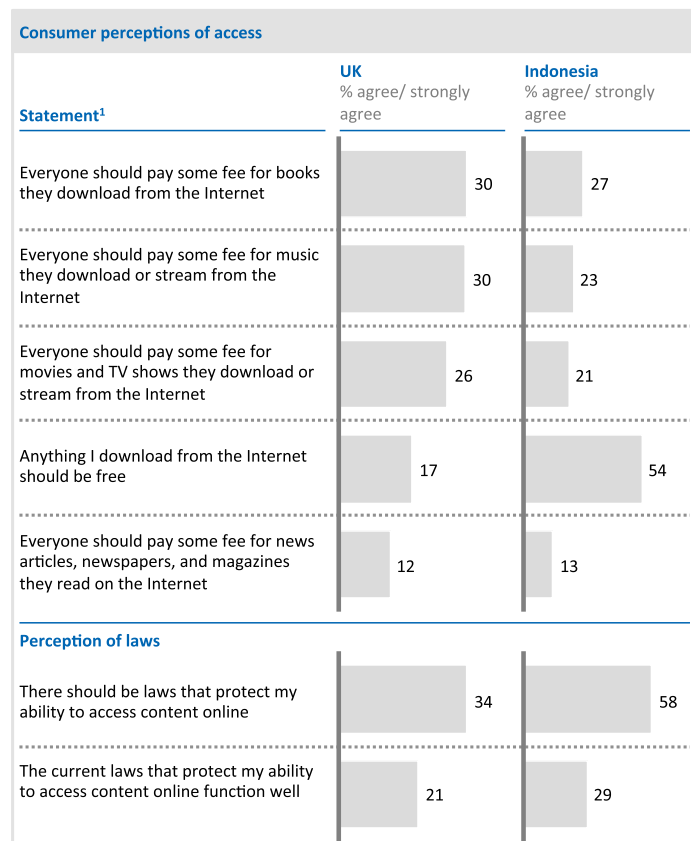 Consumer perceptions of access
UK
Indonesia
% agree/ strongly
agree
% agree/ strongly
agree
Statement1
Everyone should pay some fee for books
they download from the Internet
30
27
Everyone should pay some fee for music
they download or stream from the
Internet
30
23
Everyone should pay some fee for
movies and TV shows they download or
stream from the Internet
26
21
Anything I download from the Internet
should be free
17
54
Everyone should pay some fee for news
articles, newspapers, and magazines
they read on the Internet
12
13
Perception of laws
There should be laws that protect my
ability to access content online
34
58
The current laws that protect my ability
to access content online function well
21
29